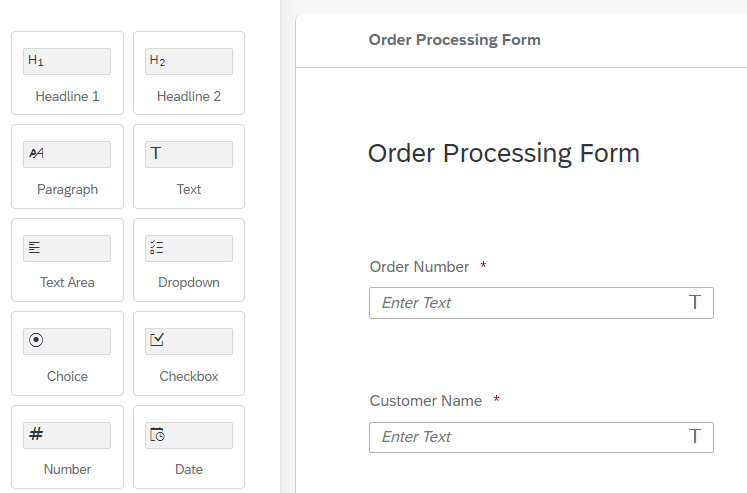 H1
H2
Headline 1
Headline 2
AA
T
Paragraph
Text
Text Area
Dropdown
Choice
Checkbox
#
Number
Date
Order Processing Form
Order Processing Form
Order Number *
Enter Text T
Customer Name *
Enter Text T